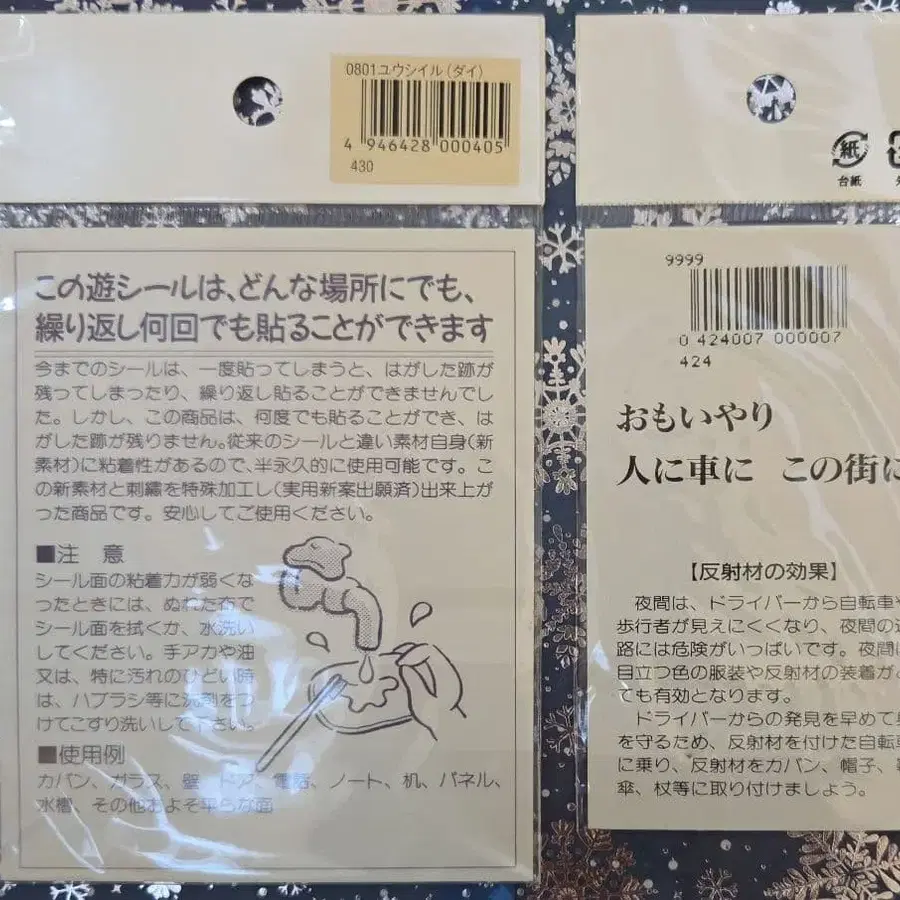 0801ユウシイル(ダイ)
4 946428 000405
430
この遊シールは、どんな場所にでも、
繰り返し何回でも貼ることができます
今までのシールは、一度貼ってしまうと、はがした跡が
残ってしまったり、繰り返し貼ることができませんでし
た。しかし、この商品は、何度でも貼ることができ、は
がした跡が残りません。従来のシールと違い素材自身(新
素材)に粘着性があるので、半永久的に使用可能です。こ
の新素材と刺繍を特殊加工し(実用新案出願済)出来上が
った商品です。安心してご使用ください。
■注 意
シール面の粘着力が弱くな
ったときには、ぬれた布で
シール面を拭くか、水洗い
してください。手アカや油
又は、特に汚れのひどい時
は、ハブラシ等に洗剤をつ
けてこすり洗いして下さい。
■使用例
カバン、ガラス、壁、ドア、電話、ノート、机、パネル、
水槽、その他およそ平らな面
紙
台紙
9999
0 424007 000007
424
おもいやり
人に車に この街に
【反射材の効果】
夜間は、ドライバーから自転車や
歩行者が見えにくくなり、夜間の
路には危険がいっぱいです。夜間
目立つ色の服装や反射材の装着が
ても有効となります。
ドライバーからの発見を早めて
を守るため、反射材を付けた自転
に乗り、反射材をカバン、帽子、
傘、杖等に取り付けましょう。